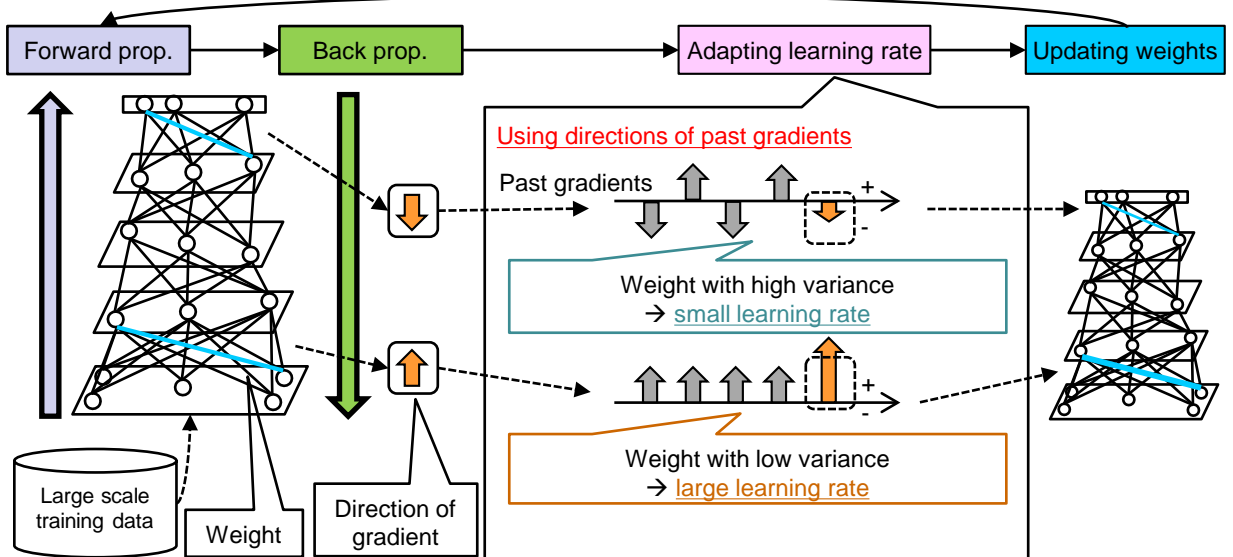 Forward prop.
Back prop.
Adapting learning rate
Updating weights
Using directions of past gradients
Past gradients
+
-
Weight with high variance
→ small learning rate
+
-
Weight with low variance
→ large learning rate
Large scale
training data
Weight
Direction of
gradient